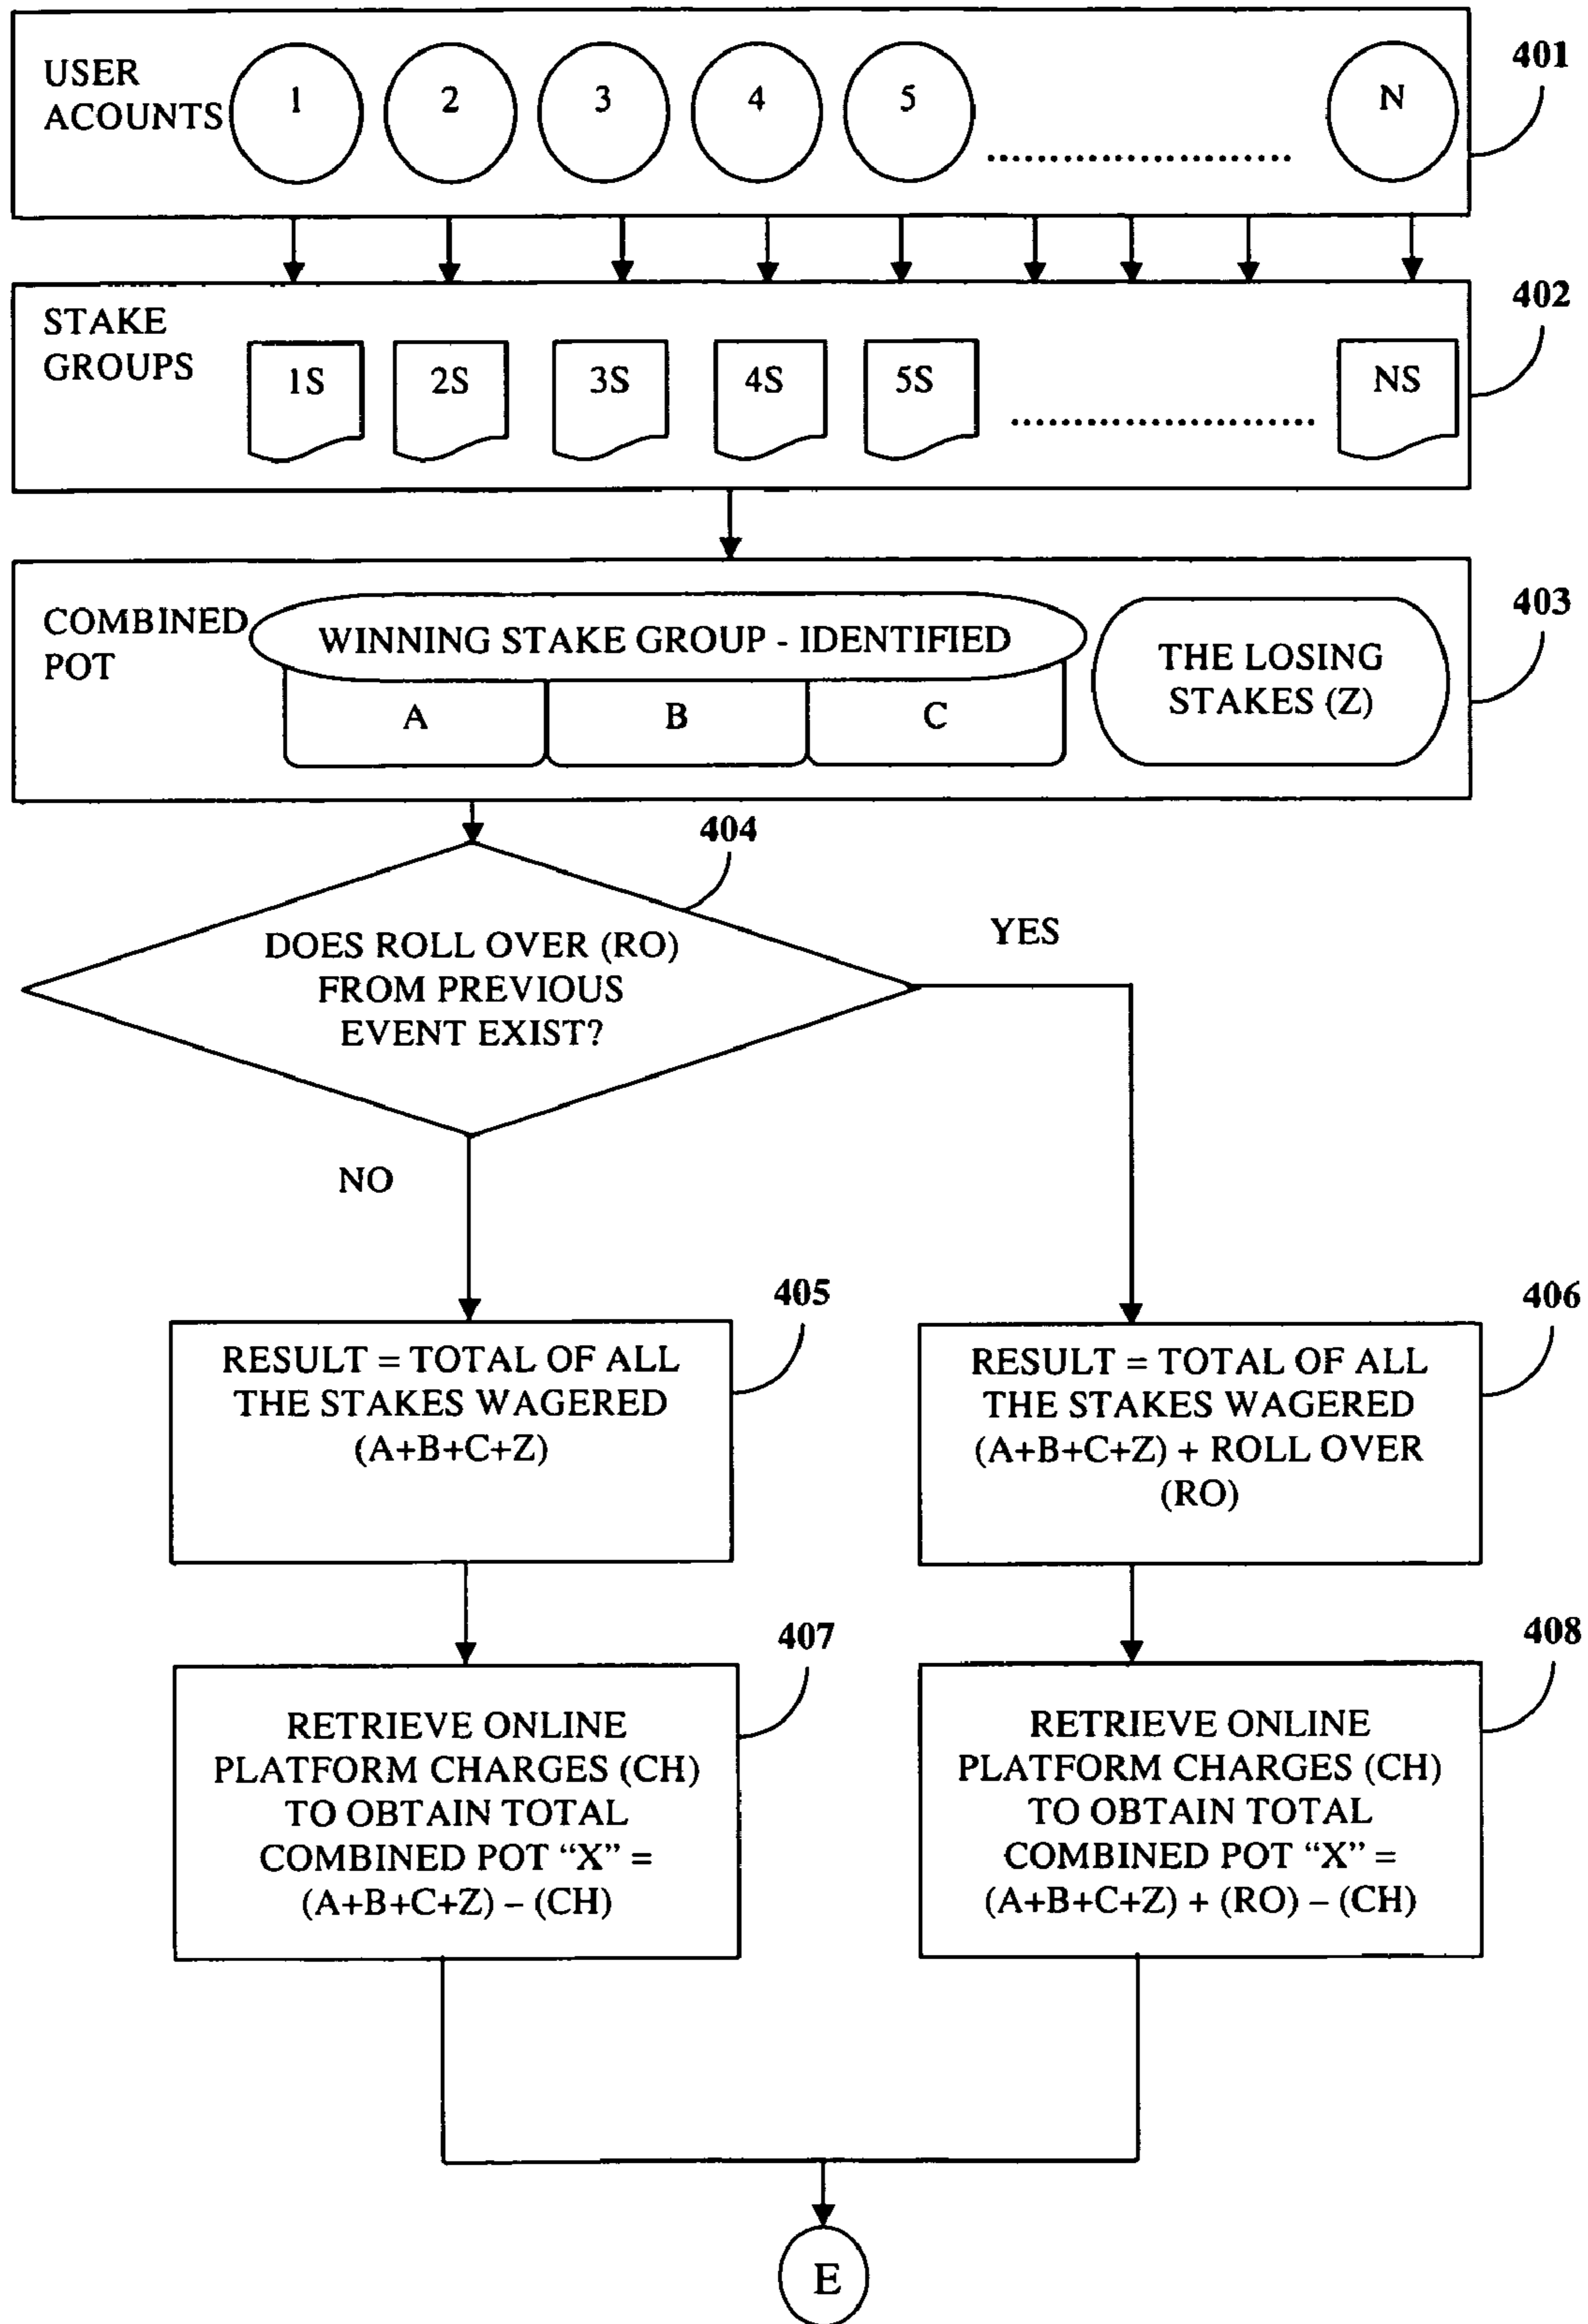 USER
ACOUNTS
1
2
3
4
5
N
401
STAKE
GROUPS
1S
2S
3S
4S
5S
NS
402
COMBINED
POT
WINNING STAKE GROUP - IDENTIFIED
A
B
C
THE LOSING
STAKES (Z)
403
404
DOES ROLL OVER (RO)
FROM PREVIOUS
EVENT EXIST?
YES
NO
405
RESULT = TOTAL OF ALL
THE STAKES WAGERED
(A+B+C+Z)
406
RESULT = TOTAL OF ALL
THE STAKES WAGERED
(A+B+C+Z) + ROLL OVER
(RO)
407
RETRIEVE ONLINE
PLATFORM CHARGES (CH)
TO OBTAIN TOTAL
COMBINED POT “X” =
(A+B+C+Z) – (CH)
408
RETRIEVE ONLINE
PLATFORM CHARGES (CH)
TO OBTAIN TOTAL
COMBINED POT “X” =
(A+B+C+Z) + (RO) – (CH)
E